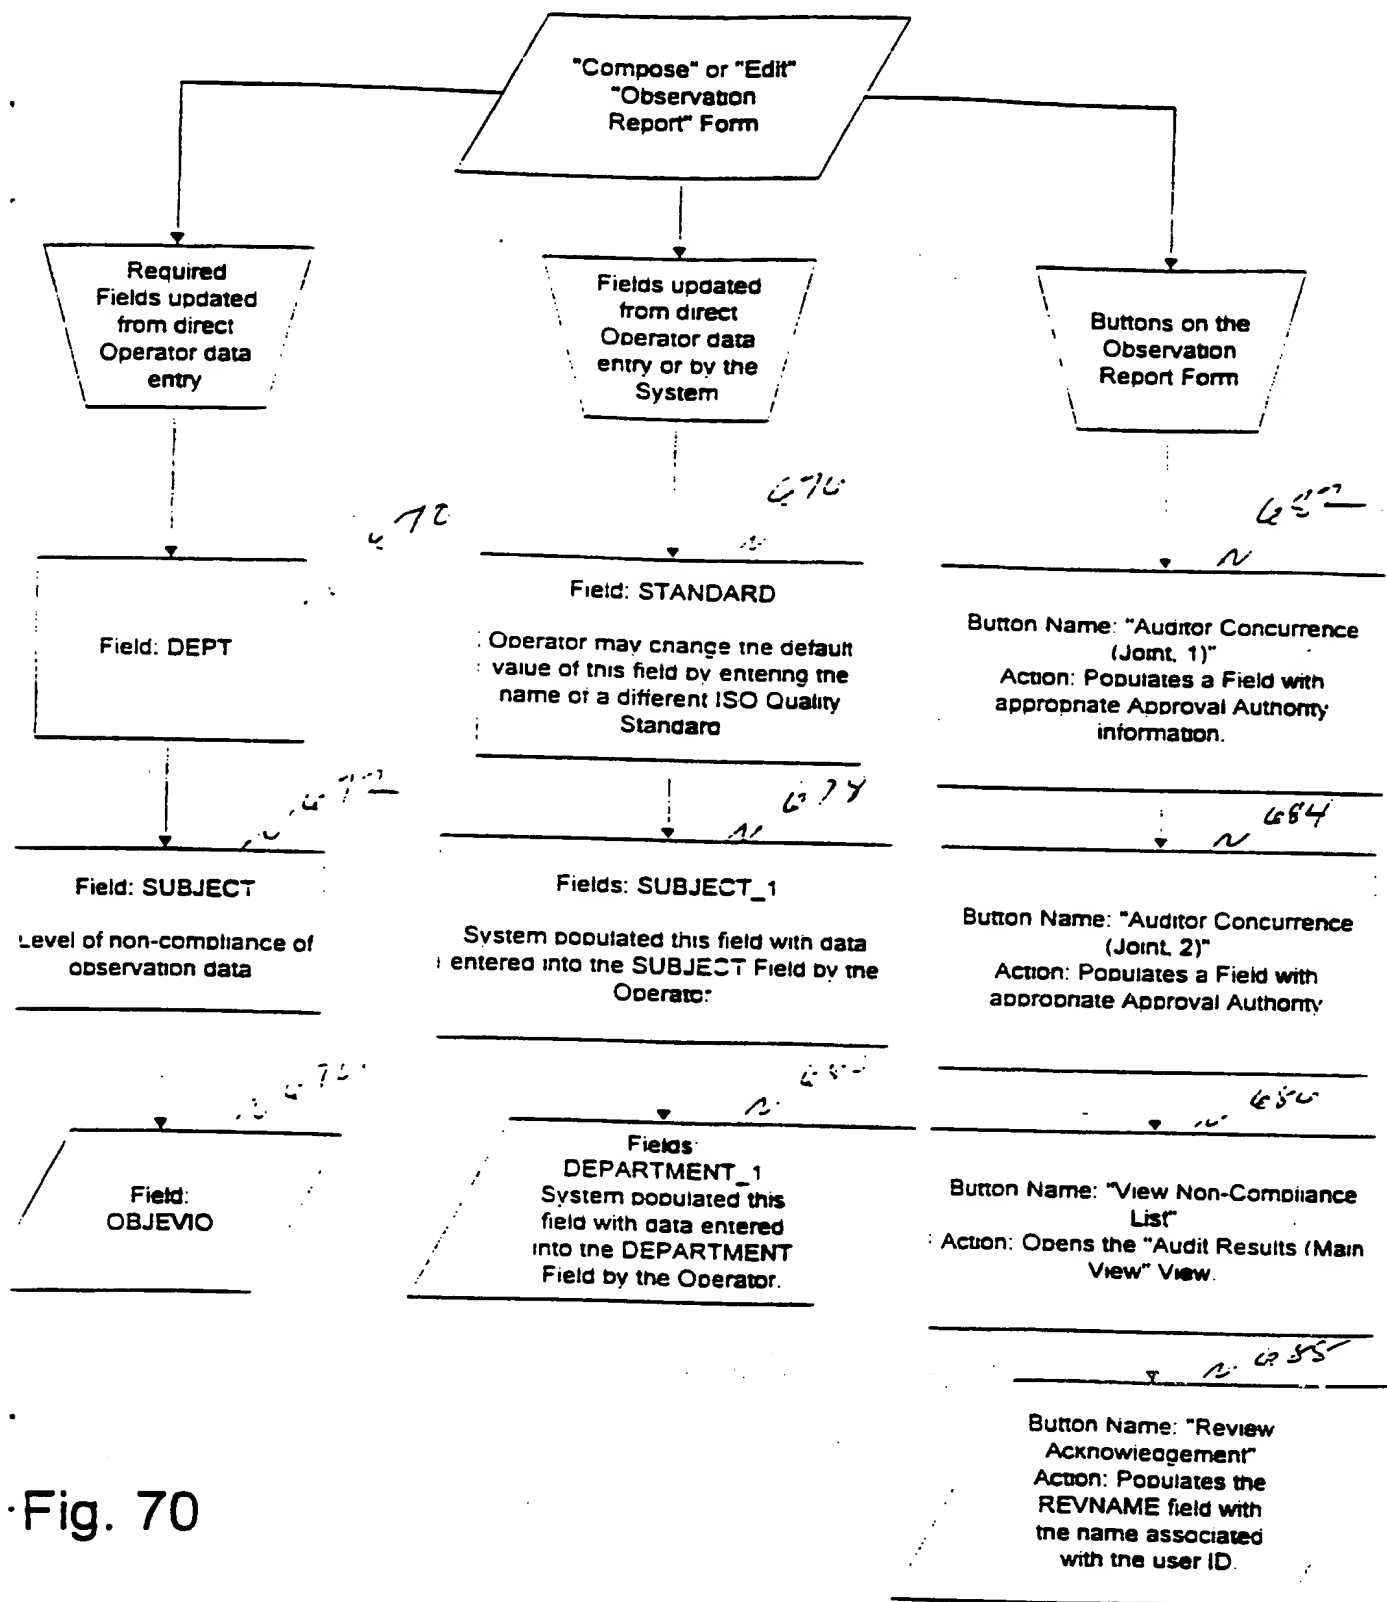 "Compose" or "Edit"
"Observation
Report" Form
Required
Fields updated
from direct
Operator data
entry
Fields updated
from direct
Operator data
entry or by the
System
Buttons on the
Observation
Report Form
Field: DEPT
Field: SUBJECT
Level of non-compliance of
observation data
Field:
OBJEVIO
Field: STANDARD
Operator may change the default
value of this field by entering the
name of a different ISO Quality
Standard
678
Fields: SUBJECT_1
System populated this field with data
entered into the SUBJECT Field by the
Operator.
Fields:
DEPARTMENT_1
System populated this
field with data entered
into the DEPARTMENT
Field by the Operator.
Button Name: "Auditor Concurrence
(Joint, 1)"
Action: Populates a Field with
appropriate Approval Authority
information.
684
Button Name: "Auditor Concurrence
(Joint, 2)"
Action: Populates a Field with
appropriate Approval Authority
Button Name: "View Non-Compliance
List"
Action: Opens the "Audit Results (Main
View" View.
Button Name: "Review
Acknowledgement"
Action: Populates the
REVNAME field with
the name associated
with the user ID.
Fig. 70